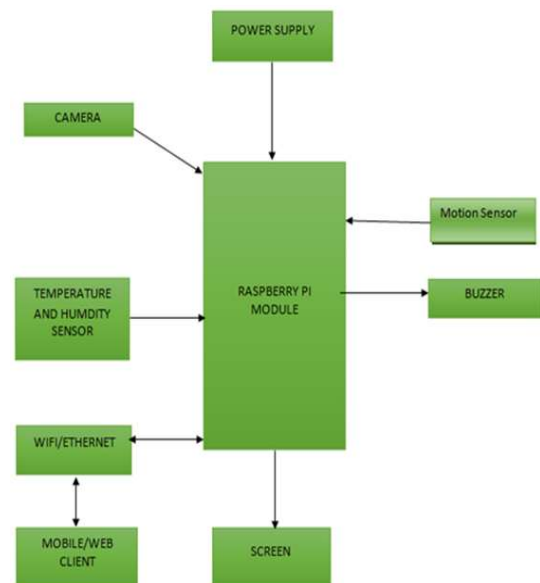 POWER SUPPLY
CAMERA
Motion Sensor
TEMPERATURE
AND HUMDITY
SENSOR
RASPBERRY PI
MODULE
BUZZER
WIFI/ETHERNET
MOBILE/WEB
CLIENT
SCREEN